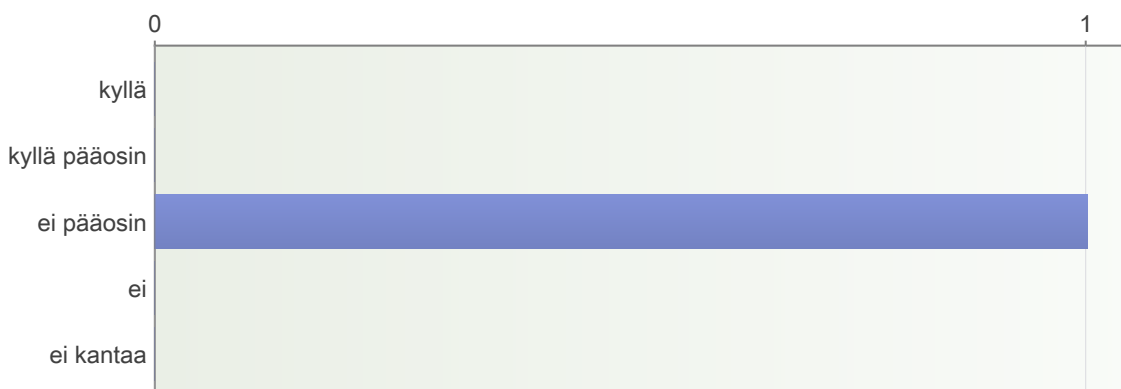 0 1
kyllä
kyllä pääosin
ei pääosin
ei
ei kantaa